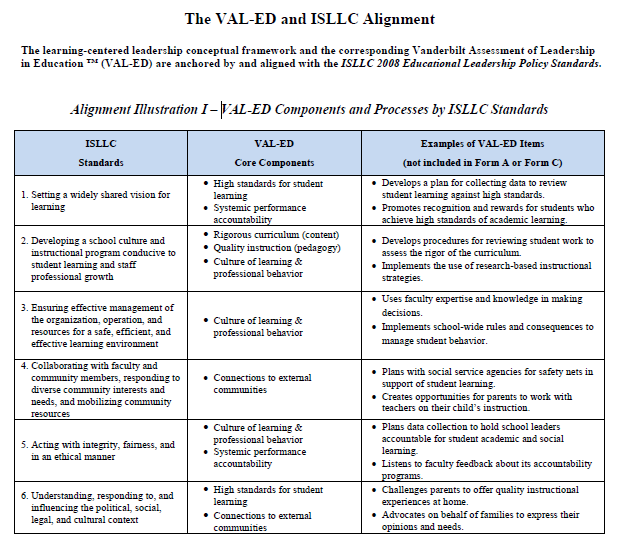 The VAL-ED and ISLLC Alignment
The learning-centered leadership conceptual framework and the corresponding Vanderbilt Assessment of Leadership
in Education ™ (VAL-ED) are anchored by and aligned with the ISLLC 2008 Educational Leadership Policy Standards.
Alignment Illustration I – VAL-ED Components and Processes by ISLLC Standards
ISLLC
Standards
VAL-ED
Core Components
Examples of VAL-ED Items
(not included in Form A or Form C)
1. Setting a widely shared vision for
learning
• High standards for student
learning
• Systemic performance
accountability
• Develops a plan for collecting data to review
student learning against high standards.
• Promotes recognition and rewards for students who
achieve high standards of academic learning.
2. Developing a school culture and
instructional program conducive to
student learning and staff
professional growth
• Rigorous curriculum (content)
• Quality instruction (pedagogy)
• Culture of learning &
professional behavior
• Develops procedures for reviewing student work to
assess the rigor of the curriculum.
• Implements the use of research-based instructional
strategies.
3. Ensuring effective management of
the organization, operation, and
resources for a safe, efficient, and
effective learning environment
• Culture of learning &
professional behavior
• Uses faculty expertise and knowledge in making
decisions.
• Implements school-wide rules and consequences to
manage student behavior.
4. Collaborating with faculty and
community members, responding to
diverse community interests and
needs, and mobilizing community
resources
• Connections to external
communities
• Plans with social service agencies for safety nets in
support of student learning.
• Creates opportunities for parents to work with
teachers on their child's instruction.
5. Acting with integrity, fairness, and
in an ethical manner
• Culture of learning &
professional behavior
• Systemic performance
accountability
• Plans data collection to hold school leaders
accountable for student academic and social
learning.
• Listens to faculty feedback about its accountability
programs.
6. Understanding, responding to, and
influencing the political, social,
legal, and cultural context
• High standards for student
learning
• Connections to external
communities
• Challenges parents to offer quality instructional
experiences at home.
• Advocates on behalf of families to express their
opinions and needs.